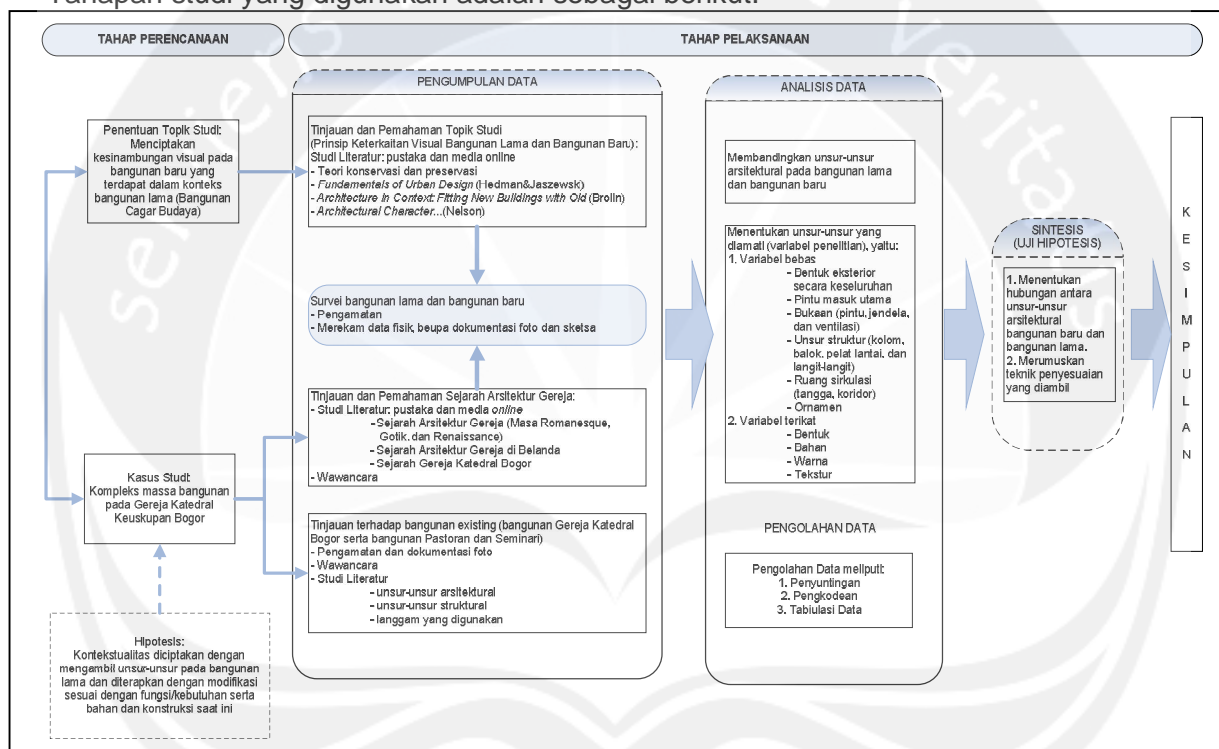 Tahapan studi yang digunakan adalah sebagai berikut:
TAHAP PERENCANAAN
TAHAP PELAKSANAAN
Penentuan Topik Studi:
Menciptakan
kesinambungan visual pada
bangunan baru yang
terdapat dalam konteks
bangunan lama (Bangunan
Cagar Budaya)
Kasus Studi:
Kompleks massa bangunan
pada Gereja Katedral
Keuskupan Bogor
Hipotesis:
Kontekstualitas diciptakan dengan
mengambil unsur-unsur pada bangunan
lama dan diterapkan dengan modifikasi
sesuai dengan fungsi/kebutuhan serta
bahan dan konstruksi saat ini
PENGUMPULAN DATA
Tinjauan dan Pemahaman Topik Studi
(Prinsip Keterkaitan Visual Bangunan Lama dan Bangunan Baru):
Studi Literatur: pustaka dan media online
- Teori konservasi dan preservasi
- Fundamentals of Urban Design (Hedman&Jaszewsk)
- Architecture in Context: Fitting New Buildings with Old (Brolin)
- Architectural Character...(Nelson)
Survei bangunan lama dan bangunan baru
- Pengamatan
- Merekam data fisik, beupa dokumentasi foto dan sketsa
Tinjauan dan Pemahaman Sejarah Arsitektur Gereja:
- Studi Literatur: pustaka dan media online
- Sejarah Arsitektur Gereja (Masa Romanesque,
Gotik, dan Renaissance)
- Sejarah Arsitektur Gereja di Belanda
- Sejarah Gereja Katedral Bogor
- Wawancara
Tinjauan terhadap bangunan existing (bangunan Gereja Katedral
Bogor serta bangunan Pastoran dan Seminari)
- Pengamatan dan dokumentasi foto
- Wawancara
- Studi Literatur
- unsur-unsur arsitektural
- unsur-unsur struktural
- langgam yang digunakan
ANALISIS DATA
Membandingkan unsur-unsur
arsitektural pada bangunan lama
dan bangunan baru
Menentukan unsur-unsur yang
diamati (variabel penelitian), yaitu:
1. Variabel bebas
- Bentuk eksterior
secara keseluruhan
- Pintu masuk utama
- Bukaan (pintu, jendela,
dan ventilasi)
- Unsur struktur (kolom,
balok, pelat lantai, dan
langit-langit)
- Ruang sirkulasi
(tangga, koridor)
- Ornamen
2. Variabel terikat
- Bentuk
- Bahan
- Warna
- Tekstur
PENGOLAHAN DATA
Pengolahan Data meliputi:
1. Penyuntingan
2. Pengkodean
3. Tabiulasi Data
SINTESIS
(UJI HIPOTESIS)
1. Menentukan
hubungan antara
unsur-unsur
arsitektural
bangunan baru dan
bangunan lama.
2. Merumuskan
teknik penyesuaian
yang diambil
KESIMPULAN